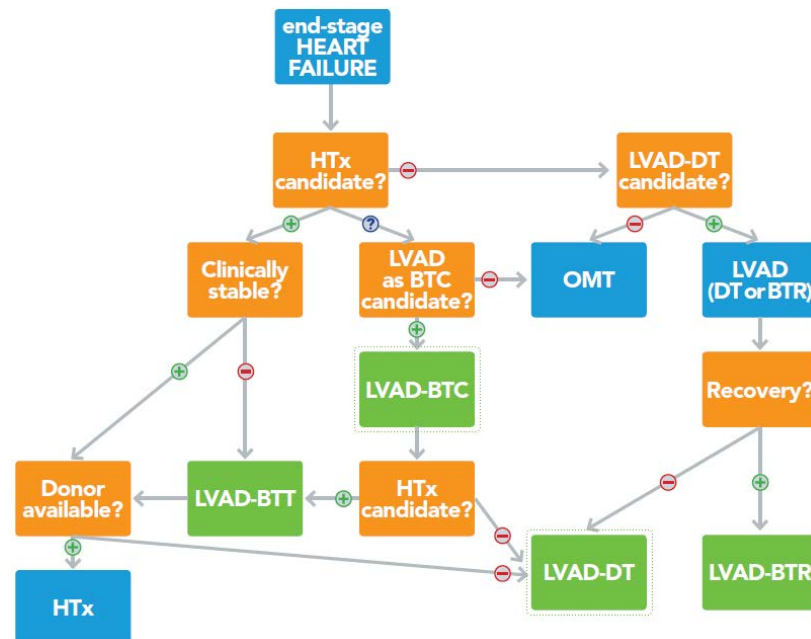 end-stage
HEART
FAILURE
HTx
candidate?
LVAD-DT
candidate?
Clinically
stable?
LVAD
as BTC
candidate?
OMT
LVAD
(DT or BTR)
LVAD-BTC
Recovery?
Donor
available?
LVAD-BTT
HTx
candidate?
LVAD-DT
LVAD-BTR
HTx